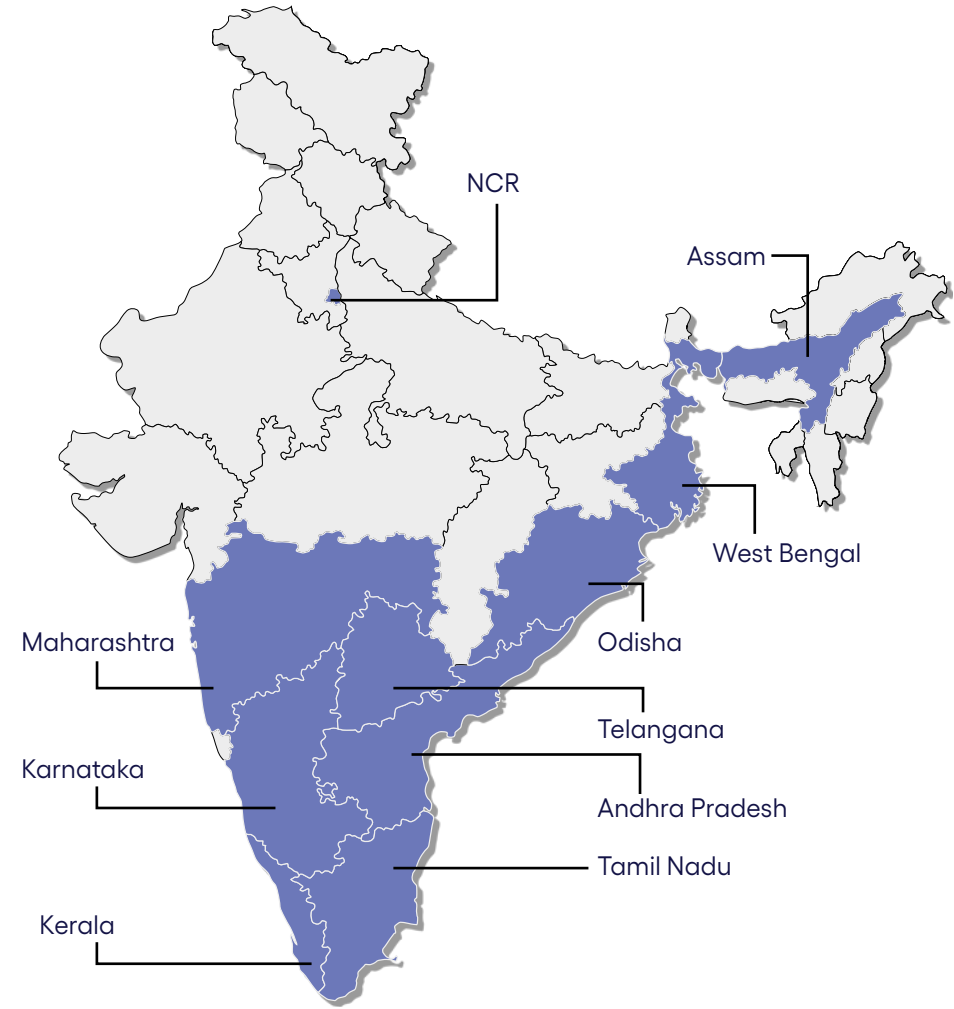 NCR
Assam
West Bengal
Maharashtra
Odisha
Telangana
Karnataka
Andhra Pradesh
Tamil Nadu
Kerala